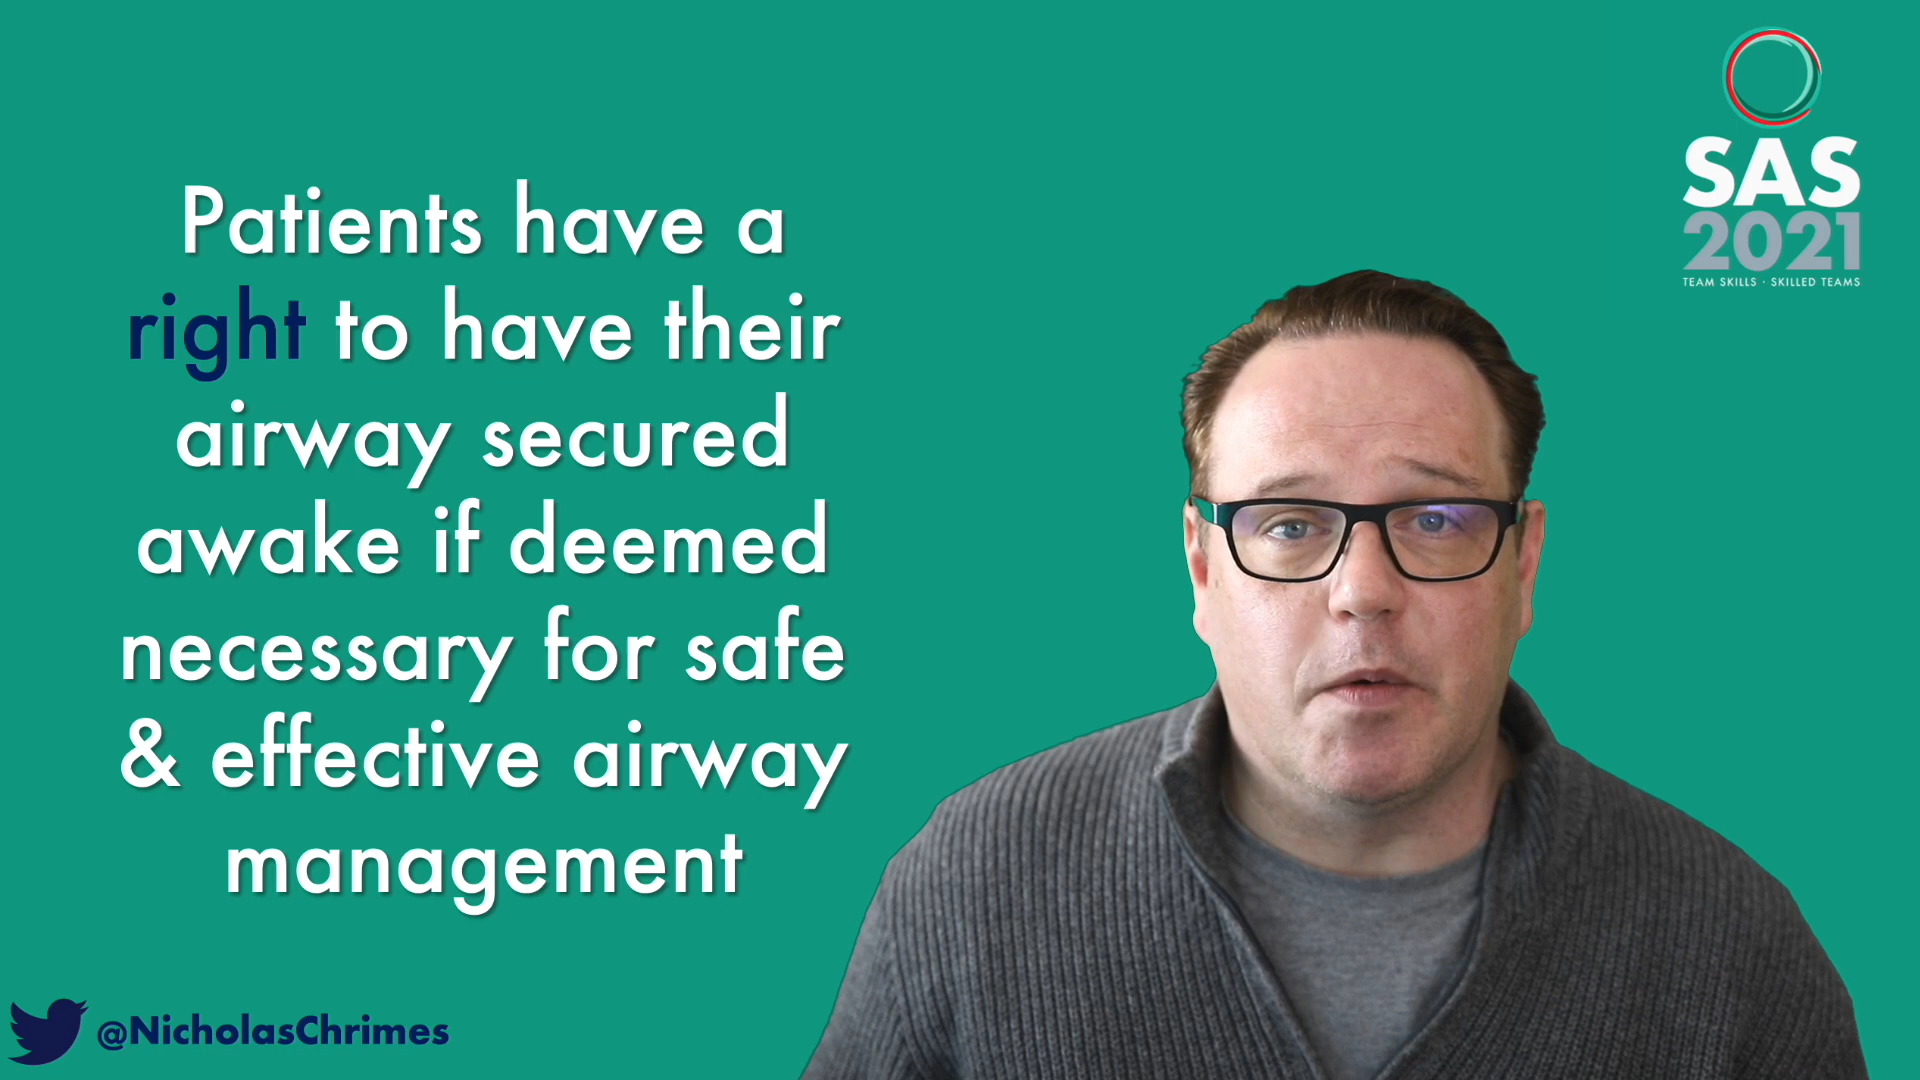 Patients have a
right to have their
airway secured
awake if deemed
necessary for safe
& effective airway
management
SAS
2021
TEAM SKILLS · SKILLED TEAMS
@NicholasChrimes